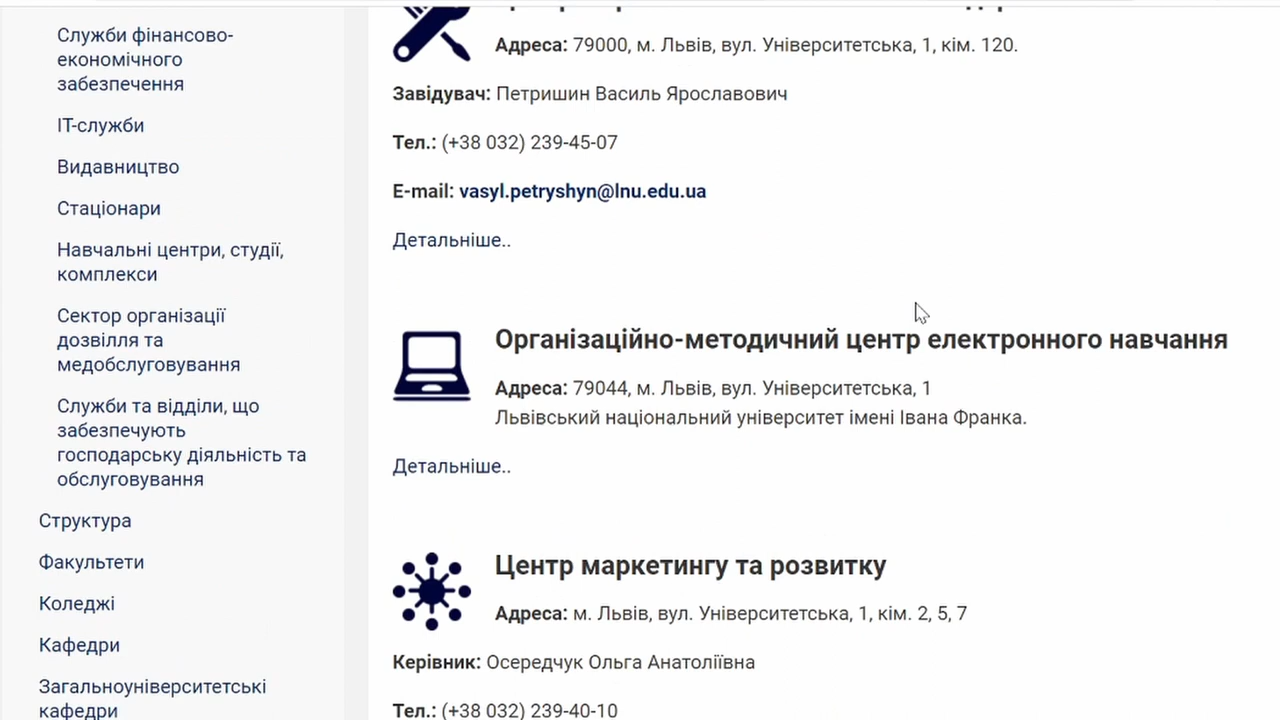 Служби фінансово-
економічного
забезпечення
ІТ-служби
Видавництво
Стаціонари
Навчальні центри, студії,
комплекси
Сектор організації
дозвілля та
медобслуговування
Служби та відділи, що
забезпечують
господарську діяльність та
обслуговування
Структура
Факультети
Коледжі
Кафедри
Загальноуніверситетські
кафедри
Адреса: 79000, м. Львів, вул. Університетська, 1, кім. 120.
Завідувач: Петришин Василь Ярославович
Тел.: (+38 032) 239-45-07
E-mail: vasyl.petryshyn@lnu.edu.ua
Детальніше..
Організаційно-методичний центр електронного навчання
Адреса: 79044, м. Львів, вул. Університетська, 1
Львівський національний університет імені Івана Франка.
Детальніше..
Центр маркетингу та розвитку
Адреса: м. Львів, вул. Університетська, 1, кім. 2, 5, 7
Керівник: Осередчук Ольга Анатоліївна
Тел.: (+38 032) 239-40-10